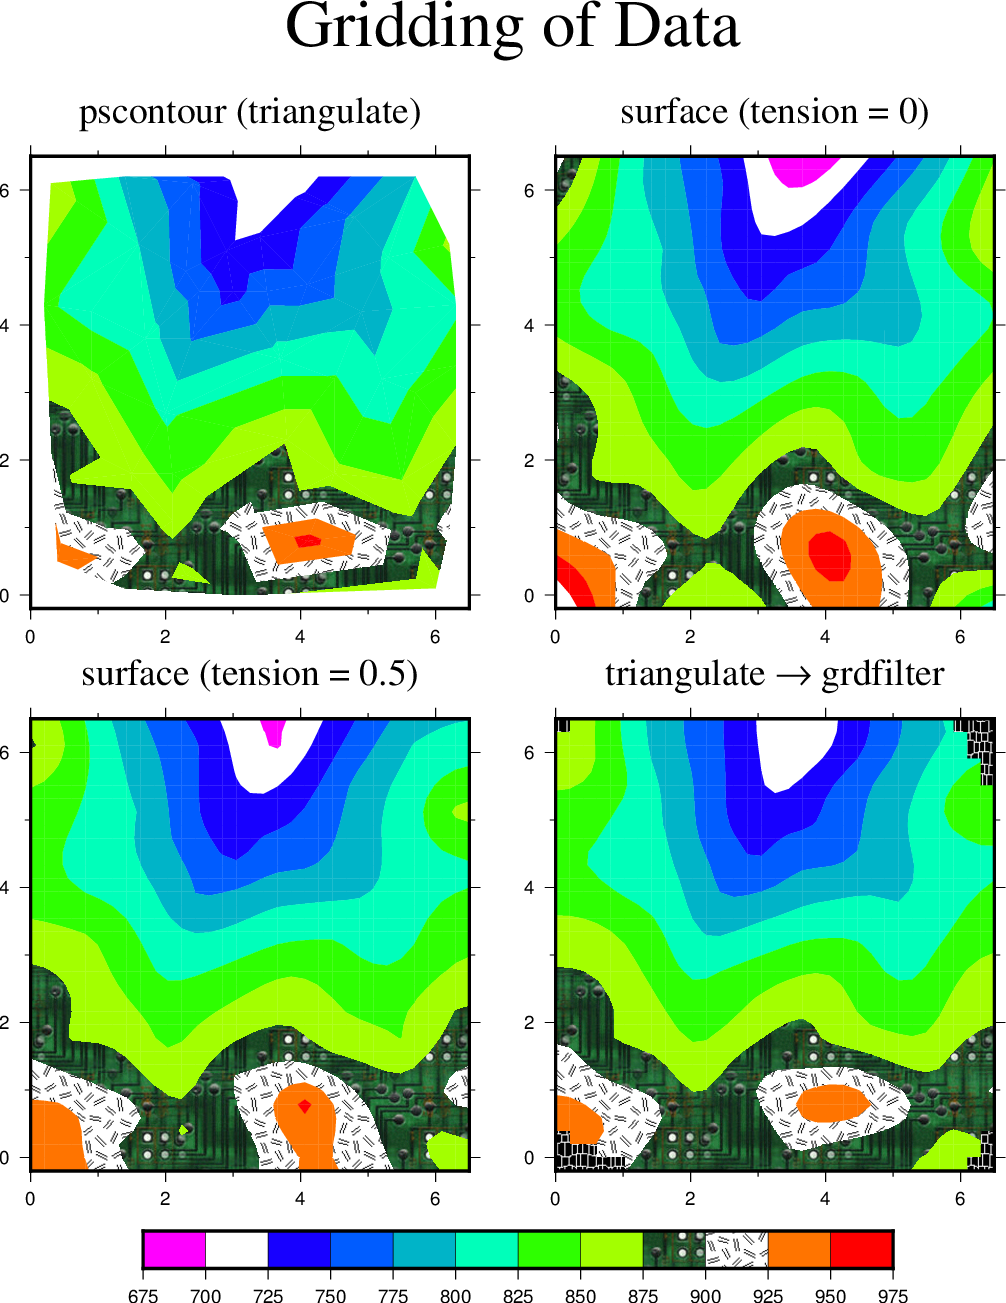 Gridding of Data
pscontour (triangulate)
surface (tension = 0)
6
4
2
0
0 2 4 6
6
4
2
0
0 2 4 6
surface (tension = 0.5)
triangulate → grdfilter
6
4
2
0
0 2 4 6
6
4
2
0
0 2 4 6
675 700 725 750 775 800 825 850 875 900 925 950 975